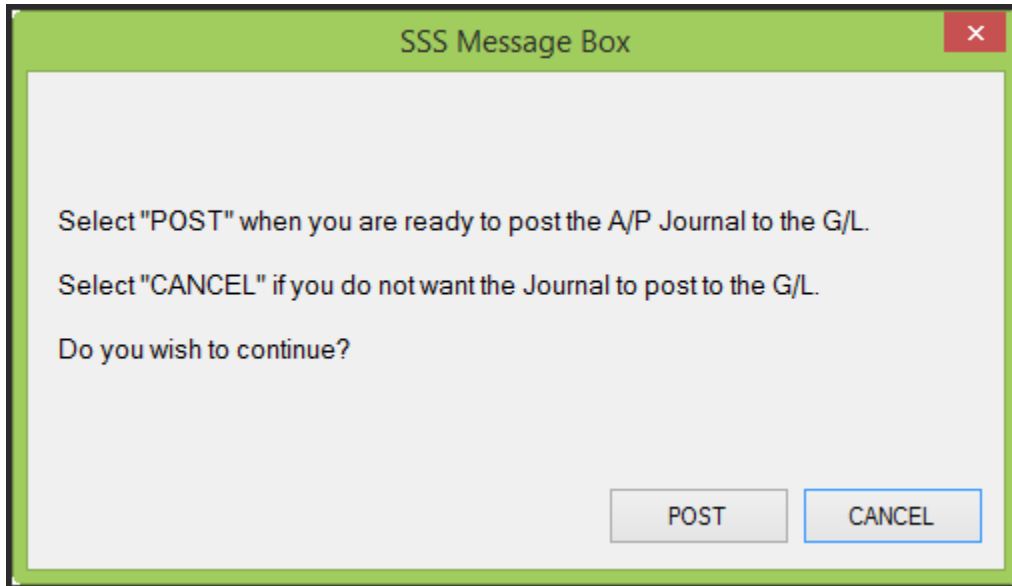 SSS Message Box
Select "POST" when you are ready to post the A/P Journal to the G/L.
Select "CANCEL" if you do not want the Journal to post to the G/L.
Do you wish to continue?
POST
CANCEL